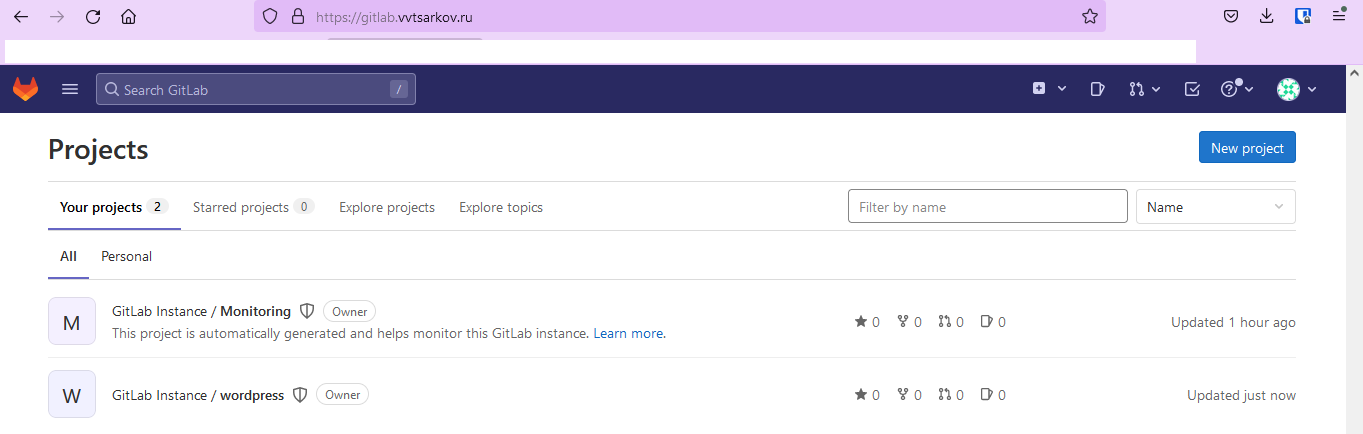 https://gitlab.vvtsarkov.ru
Search GitLab /
Projects
New project
Your projects 2 Starred projects 0 Explore projects Explore topics
Filter by name
Name
All Personal
M
GitLab Instance / Monitoring Owner
This project is automatically generated and helps monitor this GitLab instance. Learn more.
0 0 0 0
Updated 1 hour ago
W
GitLab Instance / wordpress Owner
0 0 0 0
Updated just now